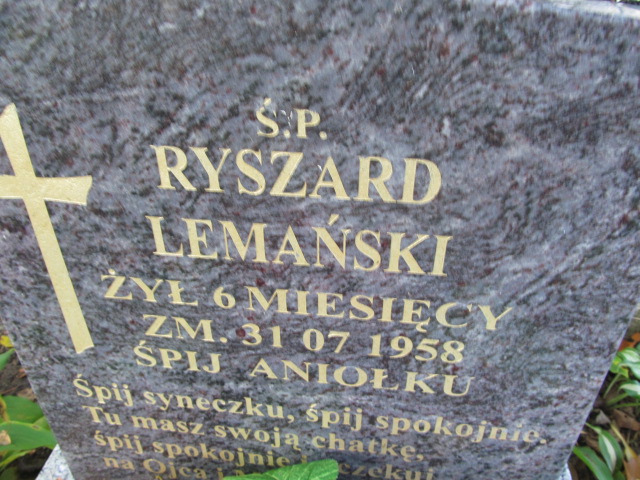 Ś.P.
RYSZARD
LEMAŃSKI
ŻYŁ 6 MIESIĘCY
ZM. 31 07 1958
ŚPIJ ANIOŁKU
Śpij syneczku, śpij spokojnie.
Tu masz swoją chatkę,
śpij spokojnie
na Ojca